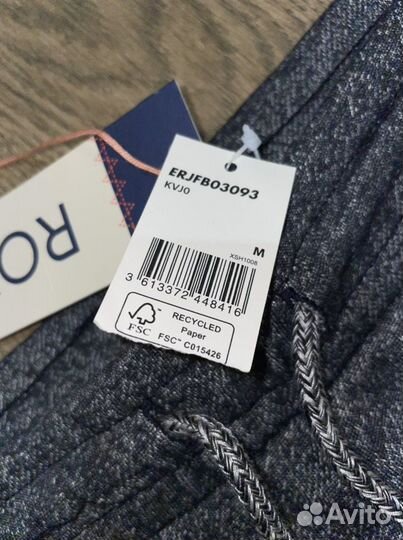 ERJFB03093
KVJ0
M
XSH1008
3 613372 448416
FSC
RECYCLED
Paper
FSC™ C015426
RO
Avito